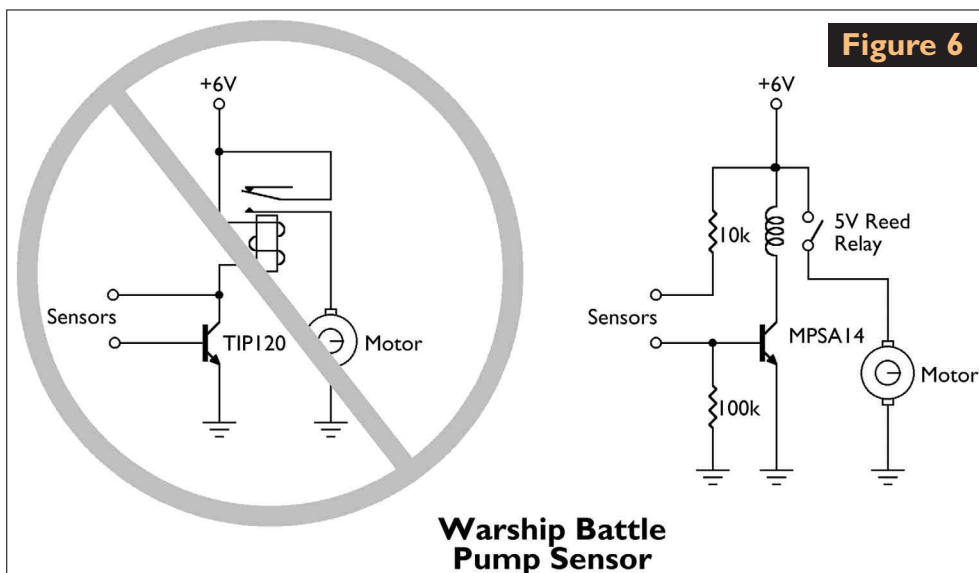 Figure 6
+6V
Sensors
TIP120
Motor
+6V
10k
5V Reed
Relay
Sensors
MPSA14
100k
Motor
Warship Battle
Pump Sensor